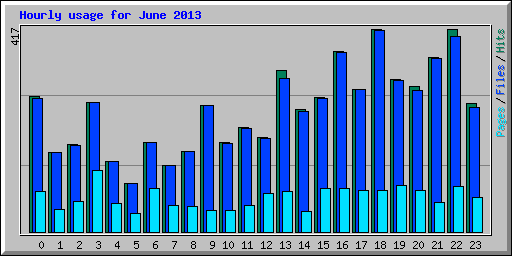 Hourly usage for June 2013
417
Pages / Files / Hits
0 1 2 3 4 5 6 7 8 9 10 11 12 13 14 15 16 17 18 19 20 21 22 23